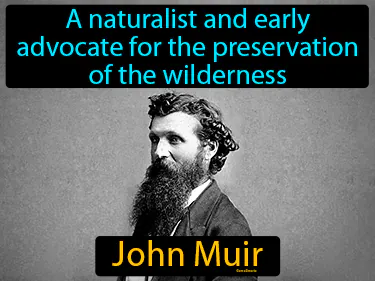 A naturalist and early
advocate for the preservation
of the wilderness
John Muir